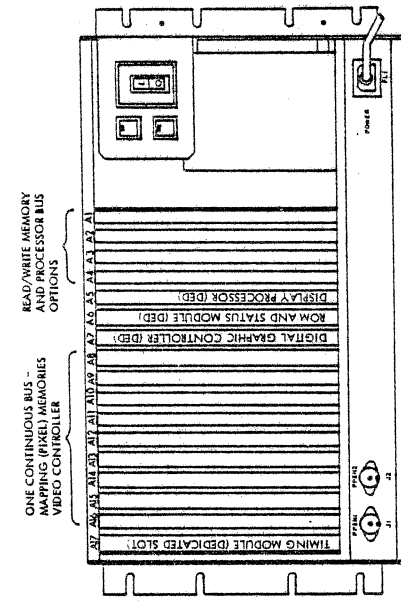 READ/WRITE MEMORY
AND PROCESSOR BUS
OPTIONS
ONE CONTINUOUS BUS -
MAPPING (PIXEL) MEMORIES
VIDEO CONTROLLER
A1
A2
A3
A4
A5
DISPLAY PROCESSOR (DED)
A6
ROM AND STATUS MODULE (DED)
A7
DIGITAL GRAPHIC CONTROLLER (DED)
A8
A9
A10
A11
A12
A13
A14
A15
A16
A17
TIMING MODULE (DEDICATED SLOT)
POWER
J2
J1